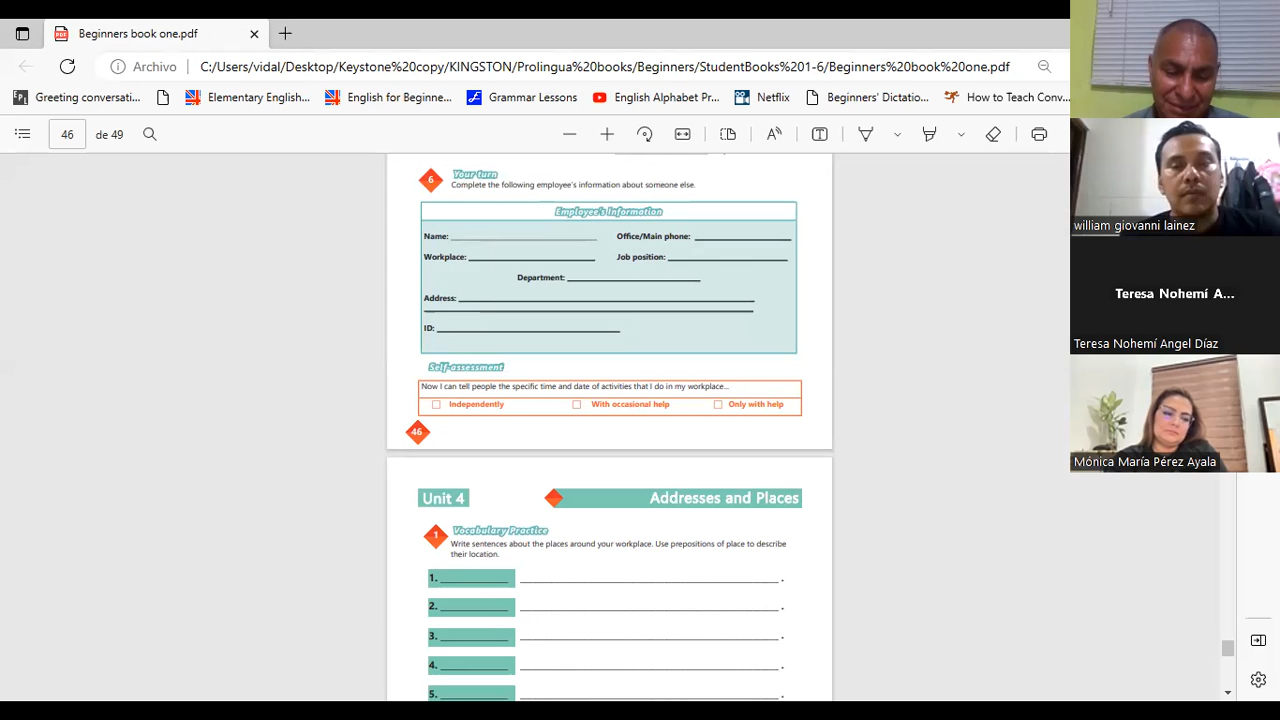 Beginners book one.pdf
Archivo
C:/Users/vidal/Desktop/Keystone%20copy/KINGSTON/Inglingua%20books/Beginners/StudentBooks%201-6/Beginners%20book%20one.pdf
Greeting conversati...
Elementary English...
English for Beginne...
Grammar Lessons
English Alphabet Pr...
Netflix
Beginners' Dictatio...
How to Teach Conv...
46 de 49
6 Your turn
Complete the following employee's information about someone else.
Employee's Information
Name: Office/Main phone:
Workplace: Job position:
Department:
Address:
ID:
Self-assessment
Now I can tell people the specific time and date of activities that I do in my workplace...
Independently With occasional help Only with help
46
Unit 4 Addresses and Places
1 Vocabulary Practice
Write sentences about the places around your workplace. Use prepositions of place to describe
their location.
1. .
2. .
3. .
4. .
5. .
william giovanni lainez
Teresa Nohemí A...
Teresa Nohemí Angel Díaz
Mónica María Pérez Ayala